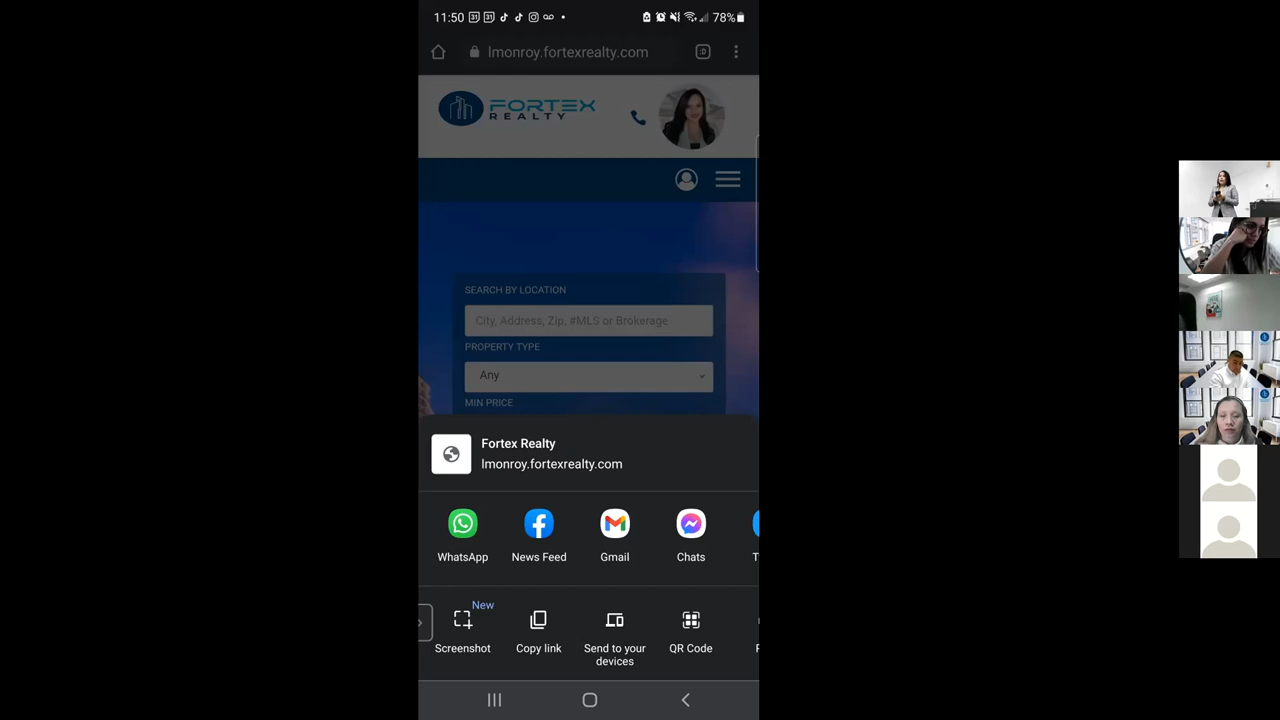 11:50
78%
lmonroy.fortexrealty.com
FORTEX
REALTY
SEARCH BY LOCATION
City, Address, Zip, #MLS or Brokerage
PROPERTY TYPE
Any
MIN PRICE
Fortex Realty
lmonroy.fortexrealty.com
WhatsApp
News Feed
Gmail
Chats
New
Screenshot
Copy link
Send to your
devices
QR Code